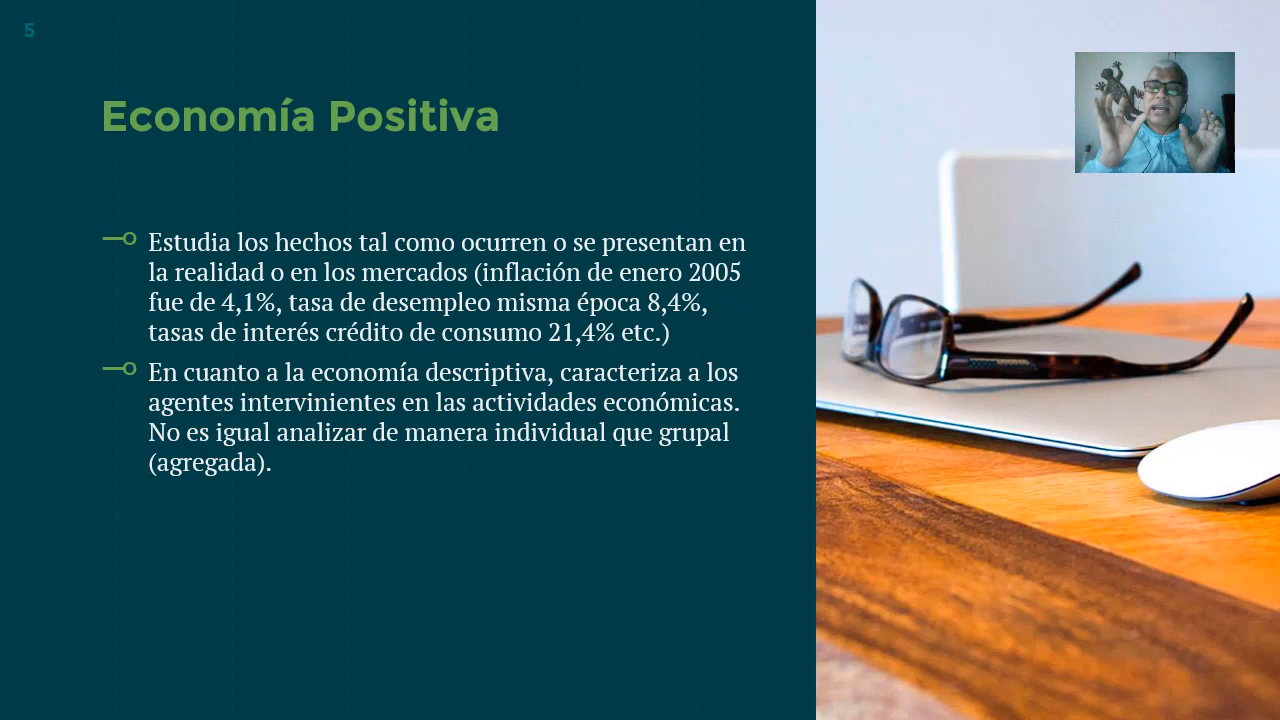 5
Economía Positiva
Estudia los hechos tal como ocurren o se presentan en
la realidad o en los mercados (inflación de enero 2005
fue de 4,1%, tasa de desempleo misma época 8,4%,
tasas de interés crédito de consumo 21,4% etc.)
En cuanto a la economía descriptiva, caracteriza a los
agentes intervinientes en las actividades económicas.
No es igual analizar de manera individual que grupal
(agregada).